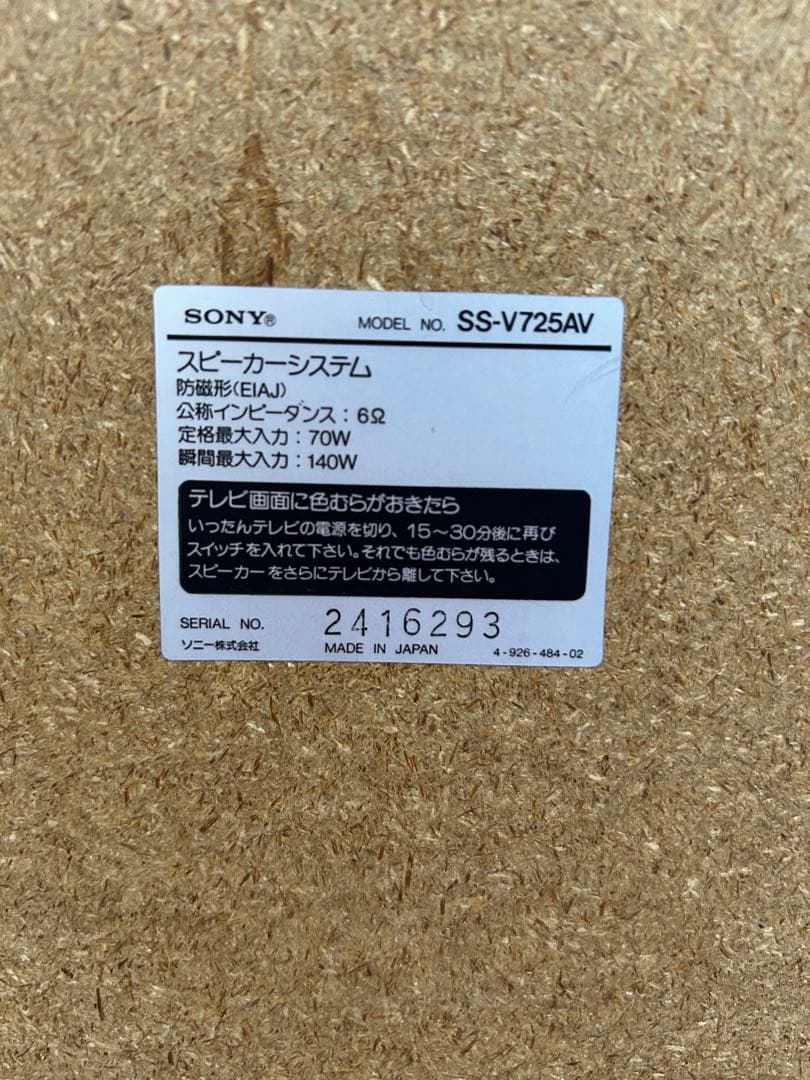 SONY® MODEL NO. SS-V725AV
スピーカーシステム
防磁形(EIAJ)
公称インピーダンス：6Ω
定格最大入力：70W
瞬間最大入力：140W
テレビ画面に色むらがおきたら
いったんテレビの電源を切り、15〜30分後に再び
スイッチを入れて下さい。それでも色むらが残るときは、
スピーカーをさらにテレビから離して下さい。
SERIAL NO. 2416293
ソニー株式会社 MADE IN JAPAN 4-926-484-02